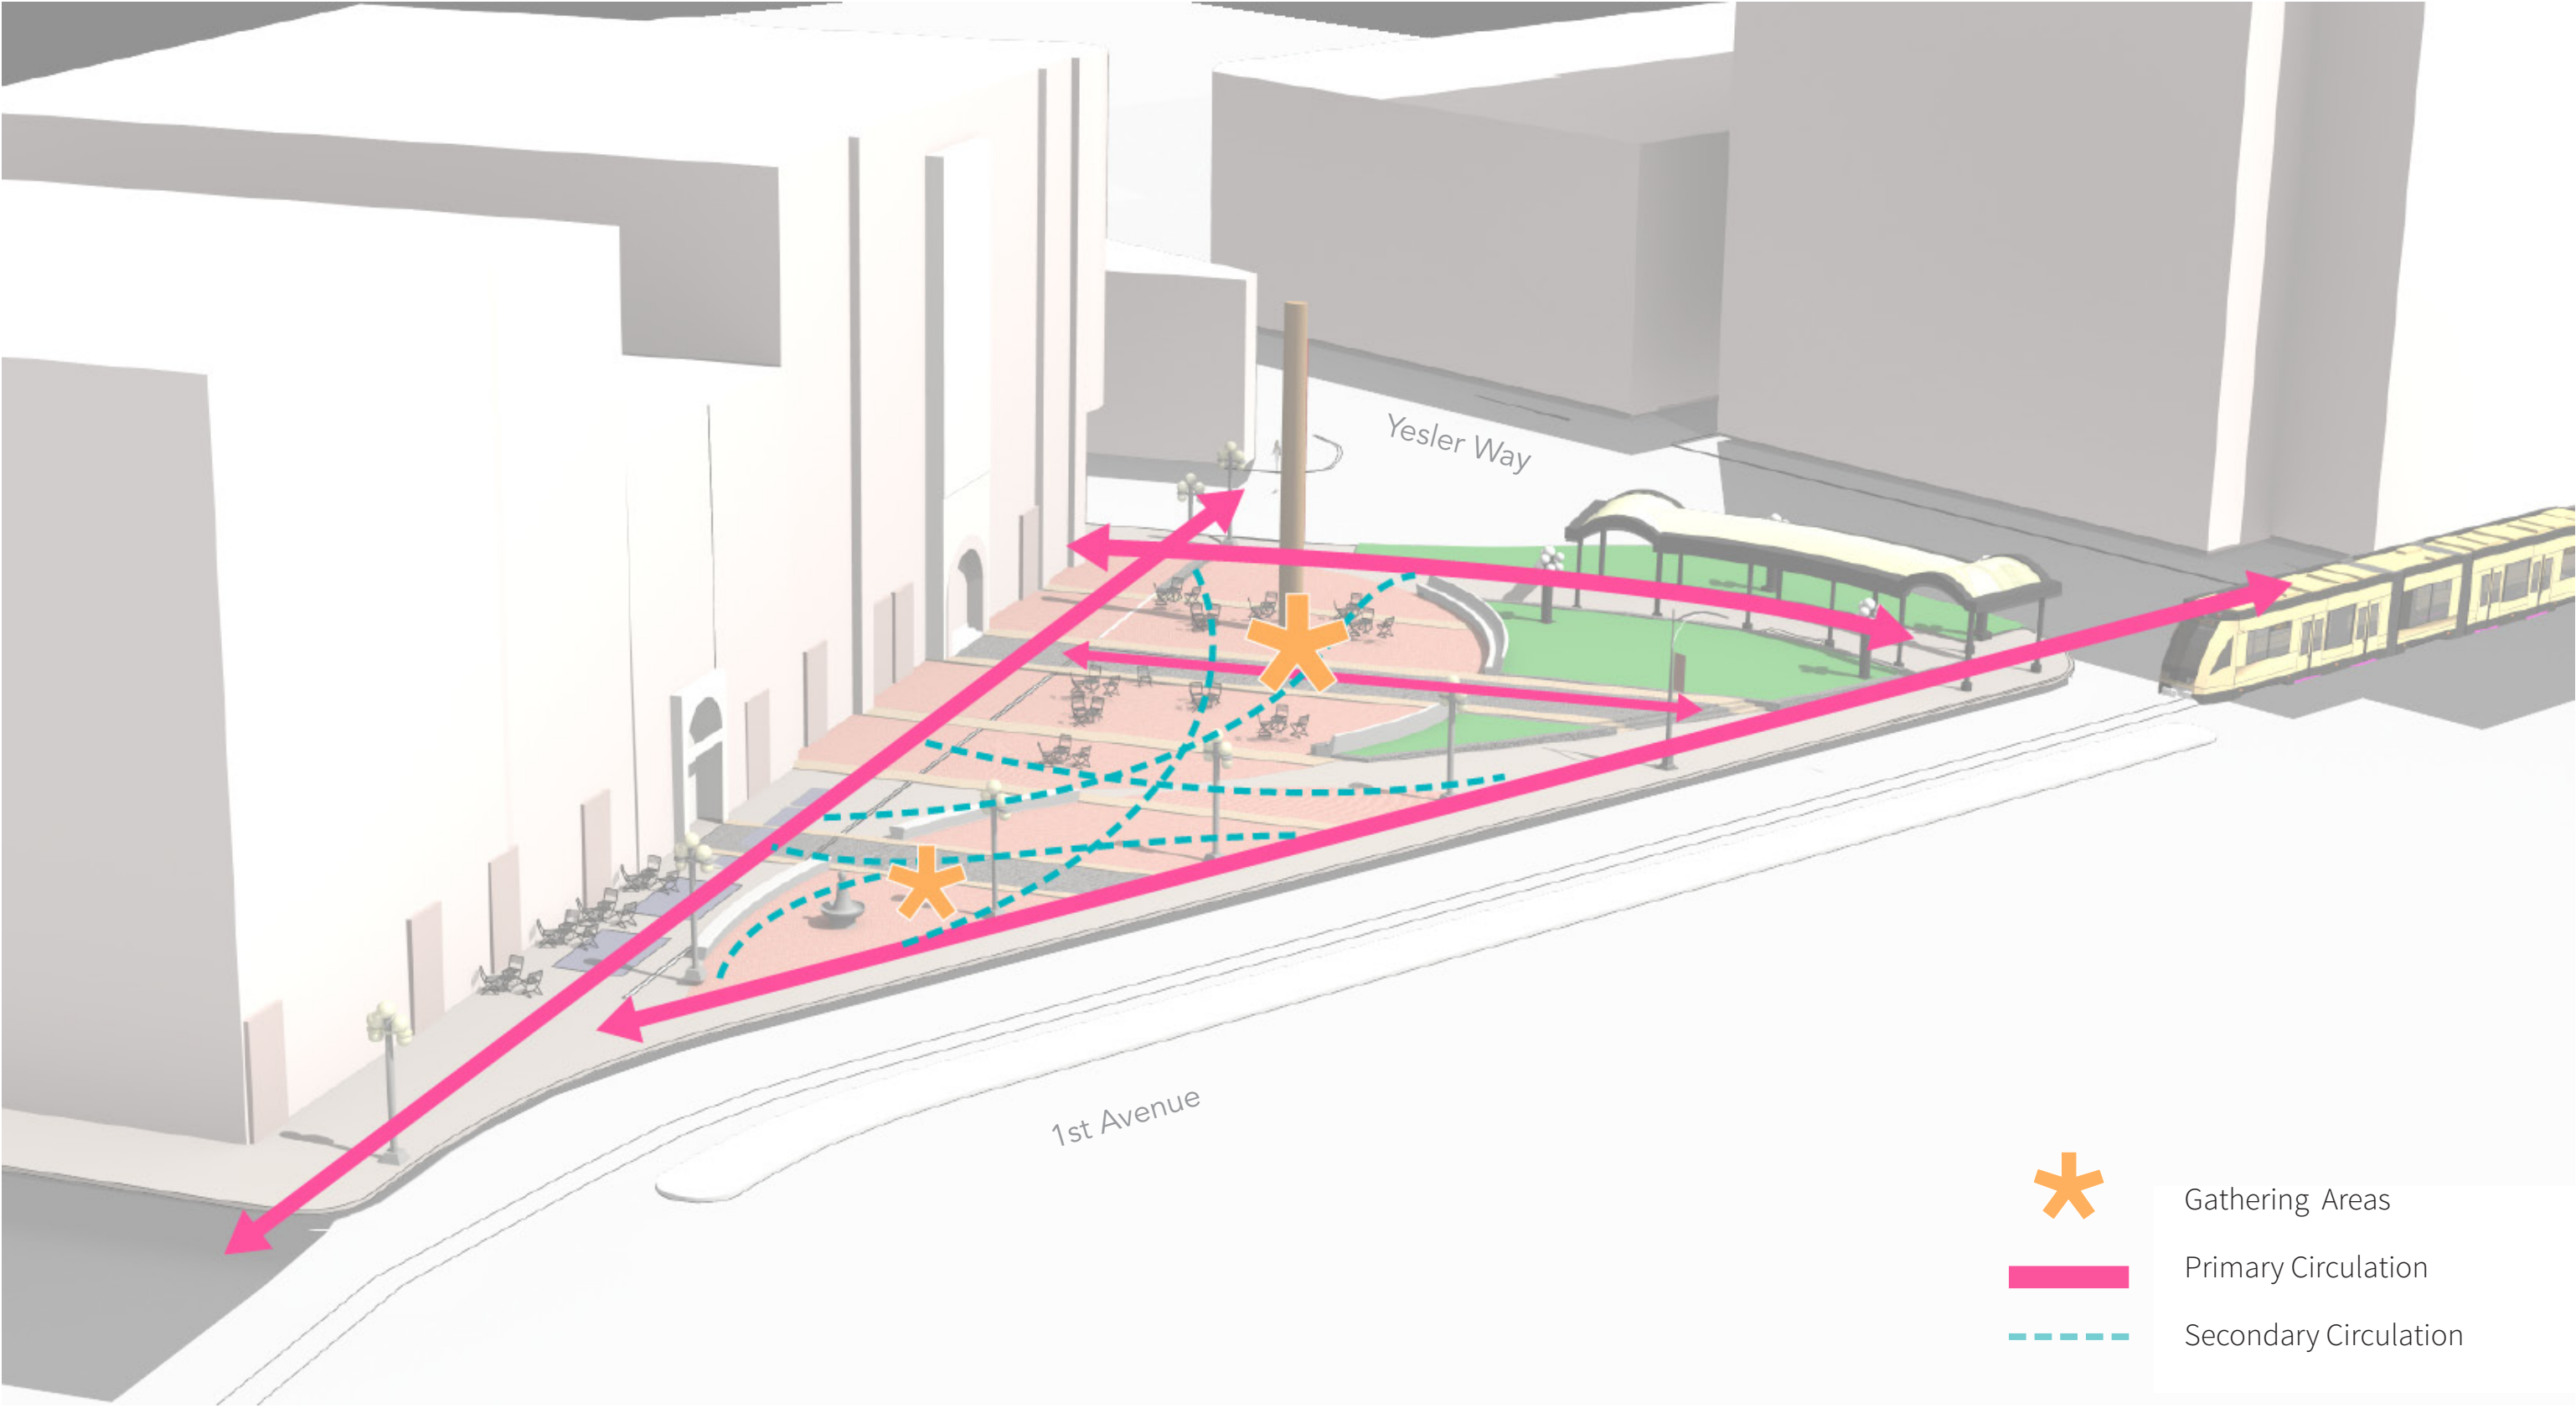 Yesler Way
1st Avenue
Gathering Areas
Primary Circulation
Secondary Circulation